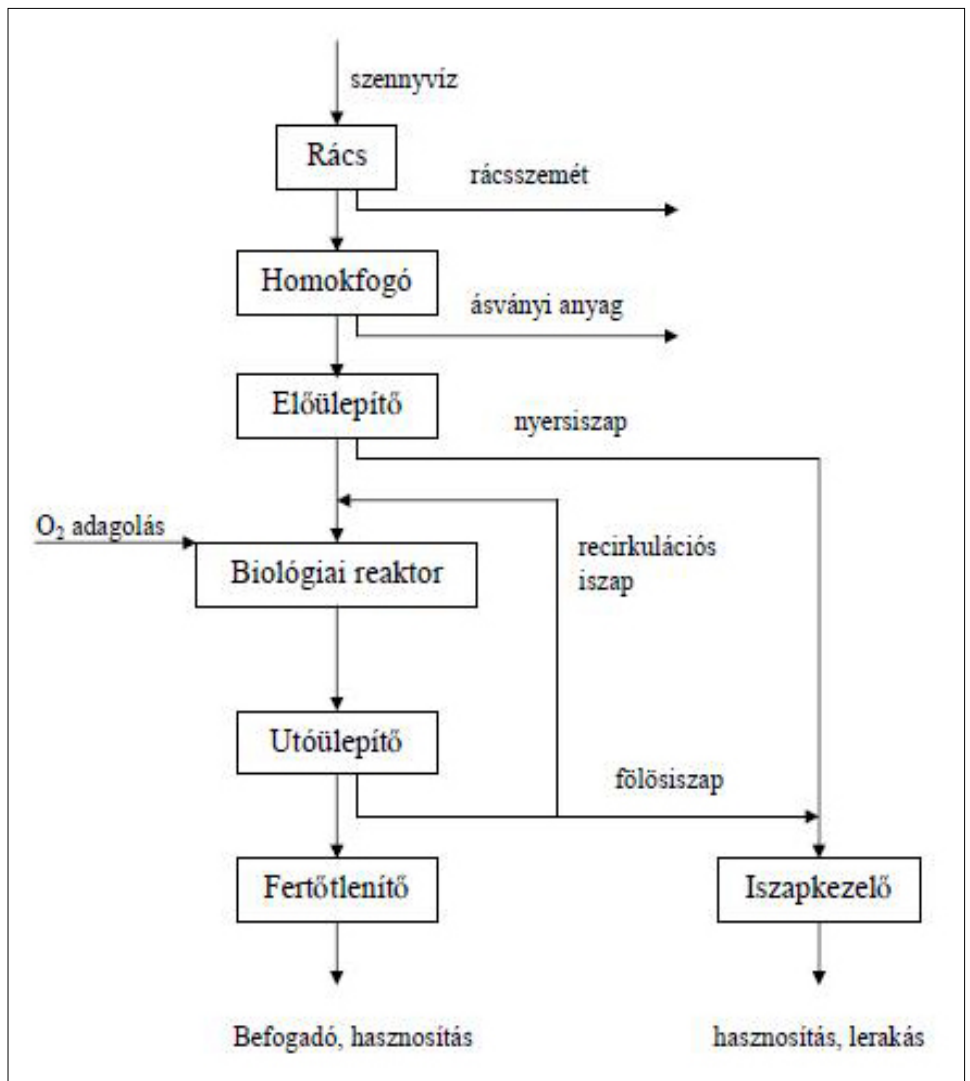 szennyvíz
Rács
rácsszemét
Homokfogó
ásványi anyag
Előülepítő
nyersiszap
O₂ adagolás
recirkulációs
iszap
Biológiai reaktor
Utóülepítő
fölösiszap
Fertőtlenítő
Iszapkezelő
Befogadó, hasznosítás
hasznosítás, lerakás